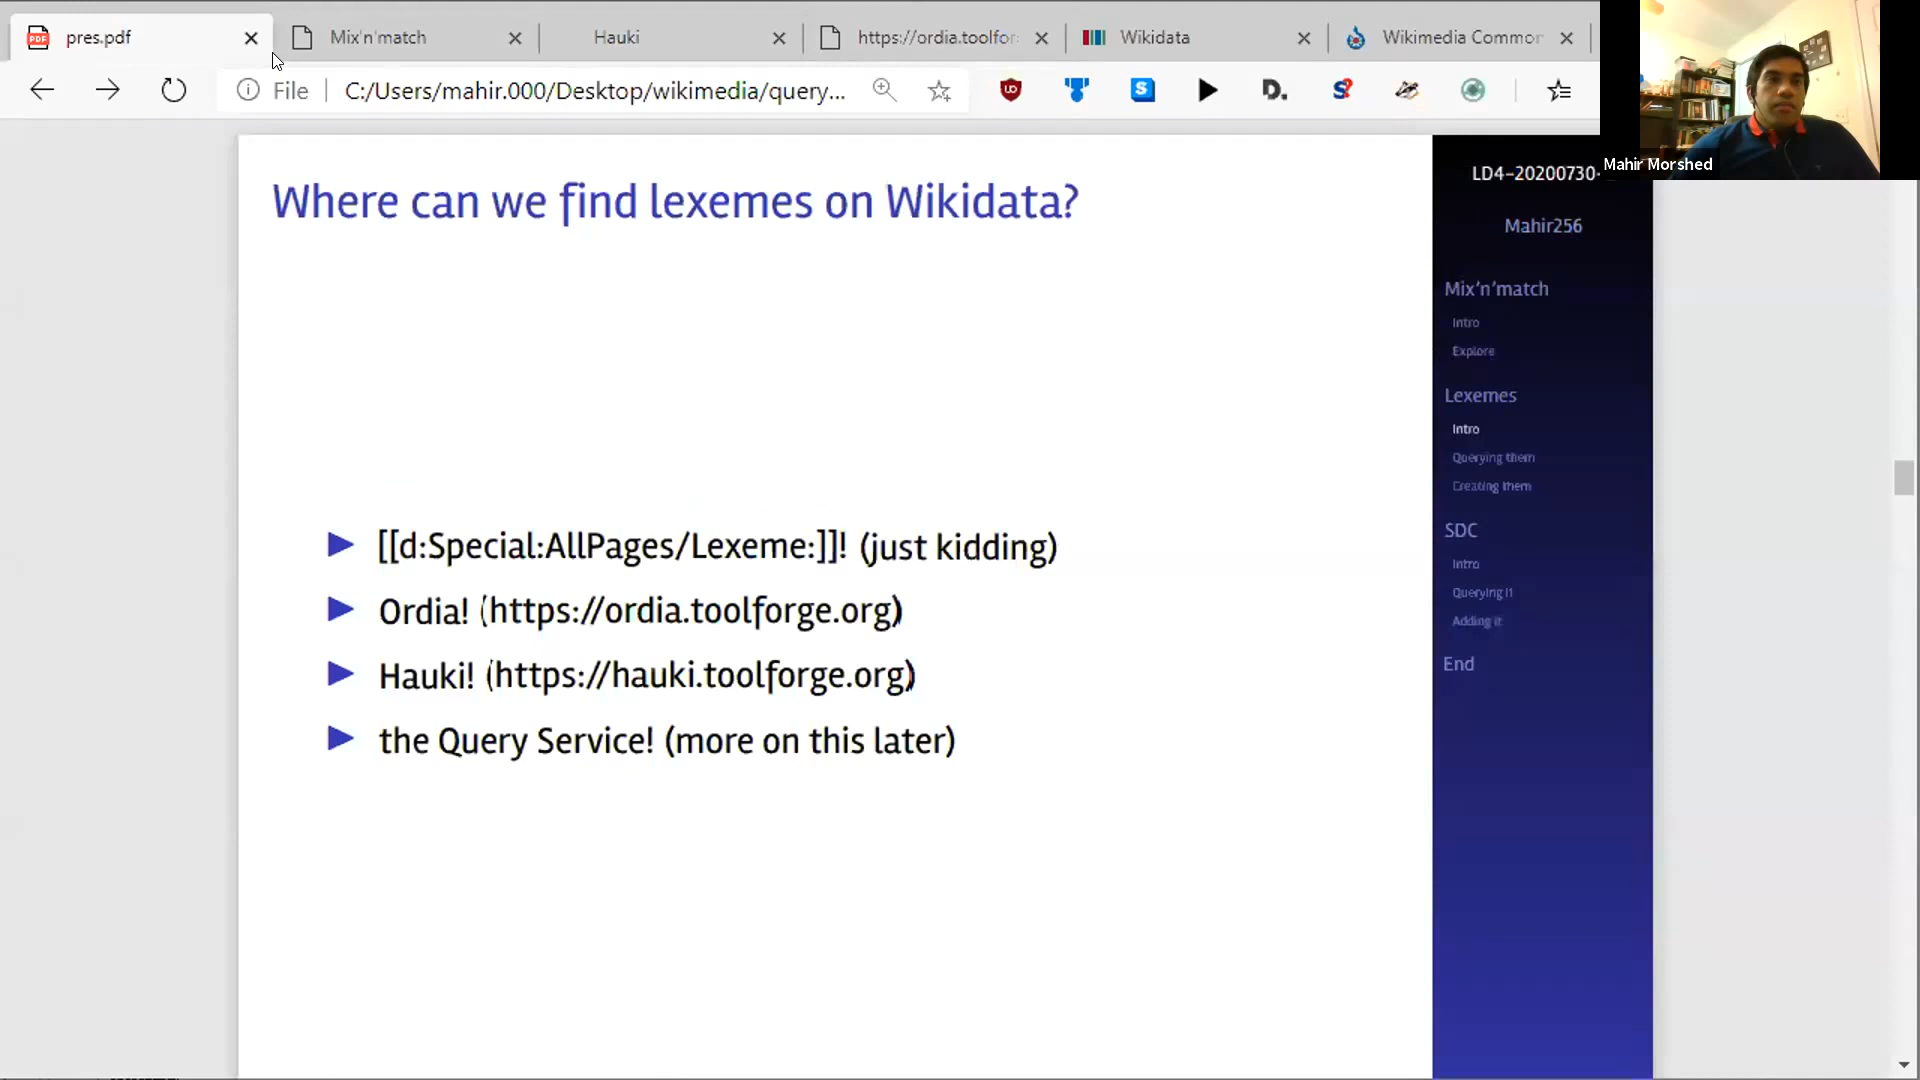 pres.pdf
Mix'n'match
Hauki
https://ordia.toolfor
Wikidata
Wikimedia Common
File
C:/Users/mahir.000/Desktop/wikimedia/query...
Mahir Morshed
Where can we find lexemes on Wikidata?
[[d:Special:AllPages/Lexeme:]]! (just kidding)
Ordia! (https://ordia.toolforge.org)
Hauki! (https://hauki.toolforge.org)
the Query Service! (more on this later)
LD4-20200730-
Mahir256
Mix'n'match
Intro
Explore
Lexemes
Intro
Querying them
Creating them
SDC
Intro
Querying it
Adding it
End